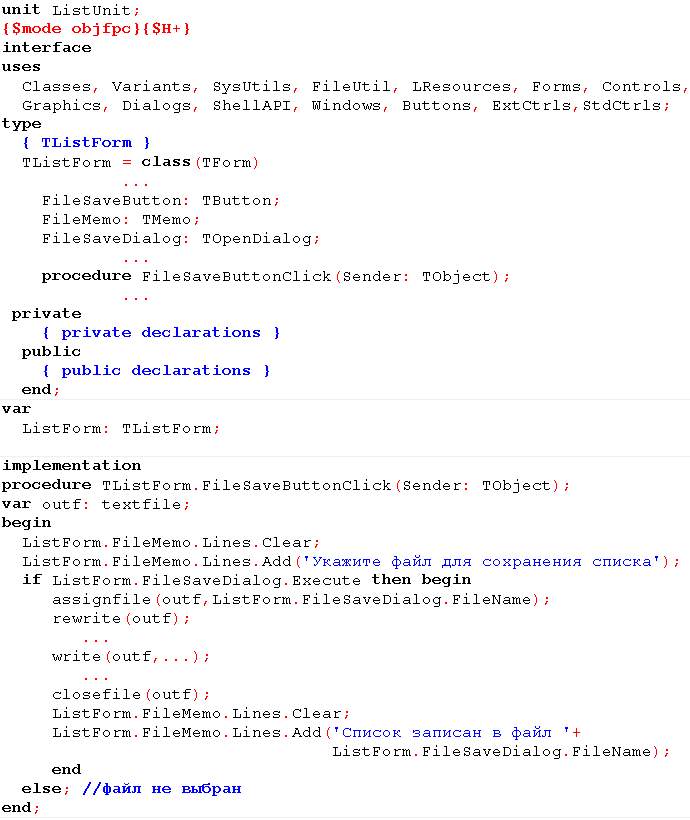 unit ListUnit;
{$mode objfpc}{$H+}
interface
uses
  Classes, Variants, SysUtils, FileUtil, LResources, Forms, Controls,
  Graphics, Dialogs, ShellAPI, Windows, Buttons, ExtCtrls,StdCtrls;
type
  { TListForm }
  TListForm = class(TForm)
            ...
    FileSaveButton: TButton;
    FileMemo: TMemo;
    FileSaveDialog: TOpenDialog;
            ...
    procedure FileSaveButtonClick(Sender: TObject);
            ...
 private
    { private declarations }
  public
    { public declarations }
  end;
var
  ListForm: TListForm;

implementation
procedure TListForm.FileSaveButtonClick(Sender: TObject);
var outf: textfile;
begin
  ListForm.FileMemo.Lines.Clear;
  ListForm.FileMemo.Lines.Add('Укажите файл для сохранения списка');
  if ListForm.FileSaveDialog.Execute then begin
     assignfile(outf,ListForm.FileSaveDialog.FileName);
     rewrite(outf);
        ...
     write(outf,...);
        ...
     closefile(outf);
     ListForm.FileMemo.Lines.Clear;
     ListForm.FileMemo.Lines.Add('Список записан в файл '+
                                 ListForm.FileSaveDialog.FileName);
     end
  else; //файл не выбран
end;